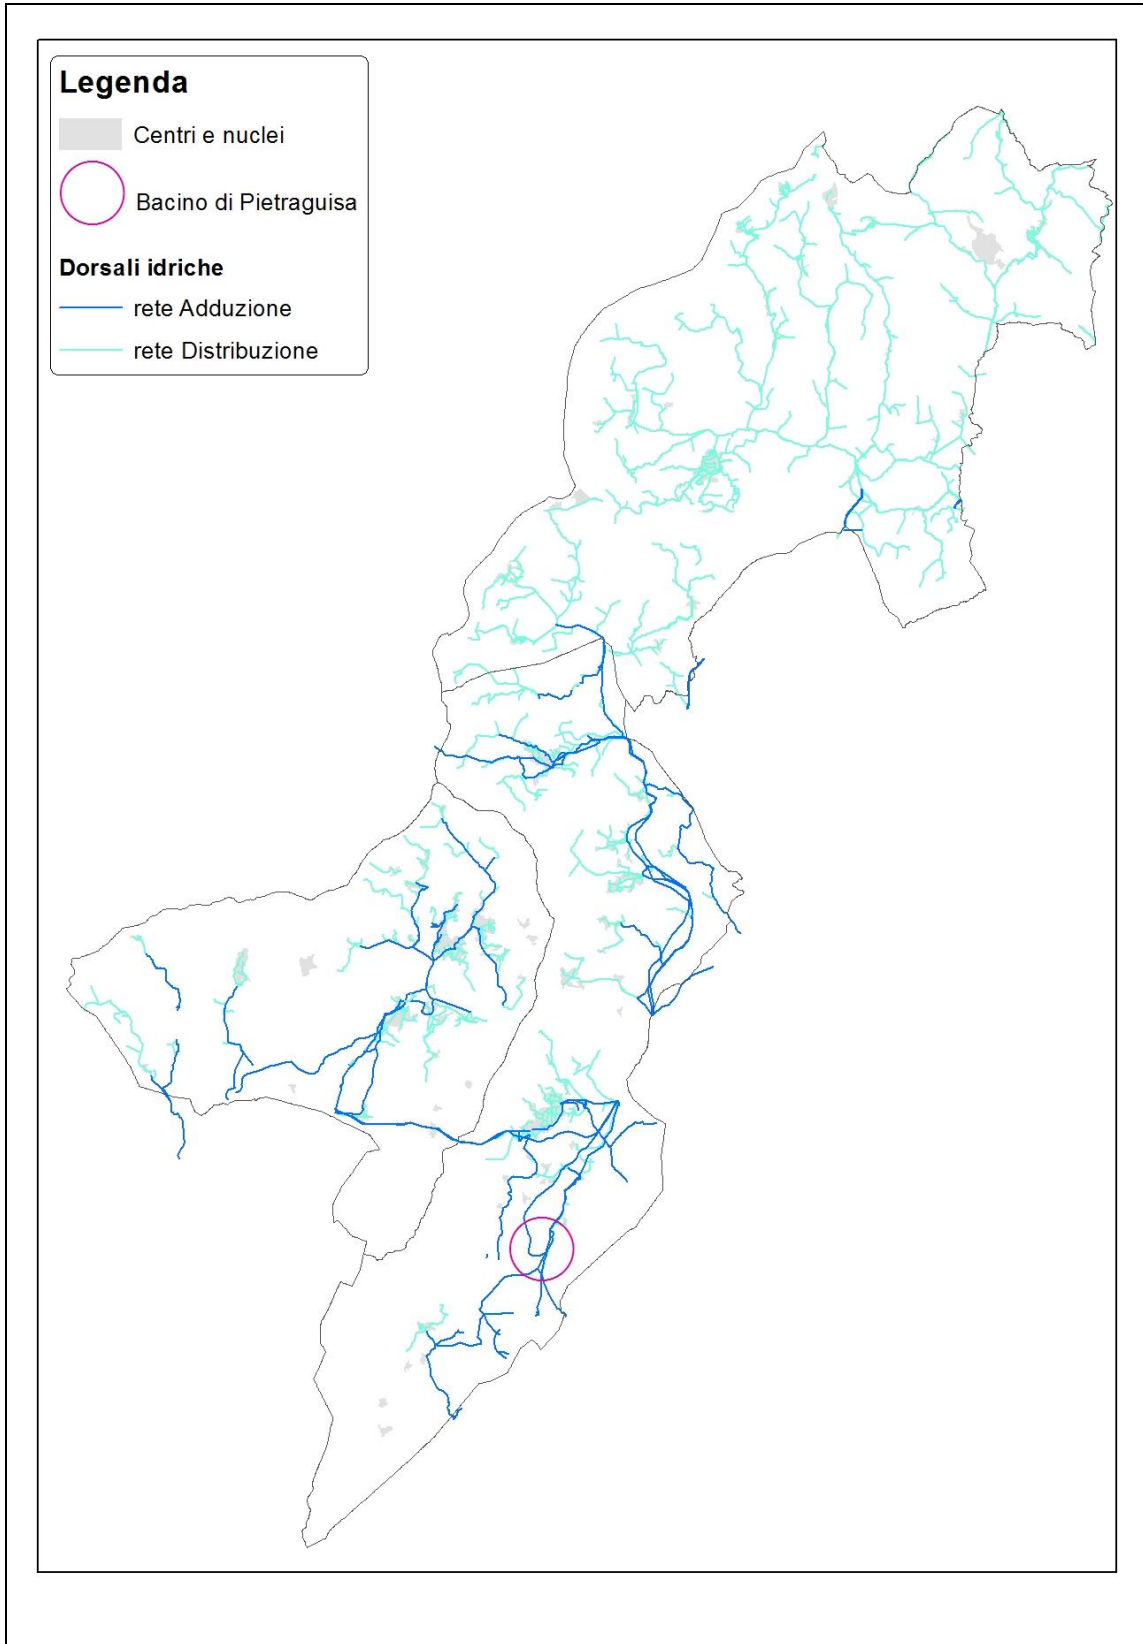 Legenda
Centri e nuclei
Bacino di Pietraguisa
Dorsali idriche
rete Adduzione
rete Distribuzione